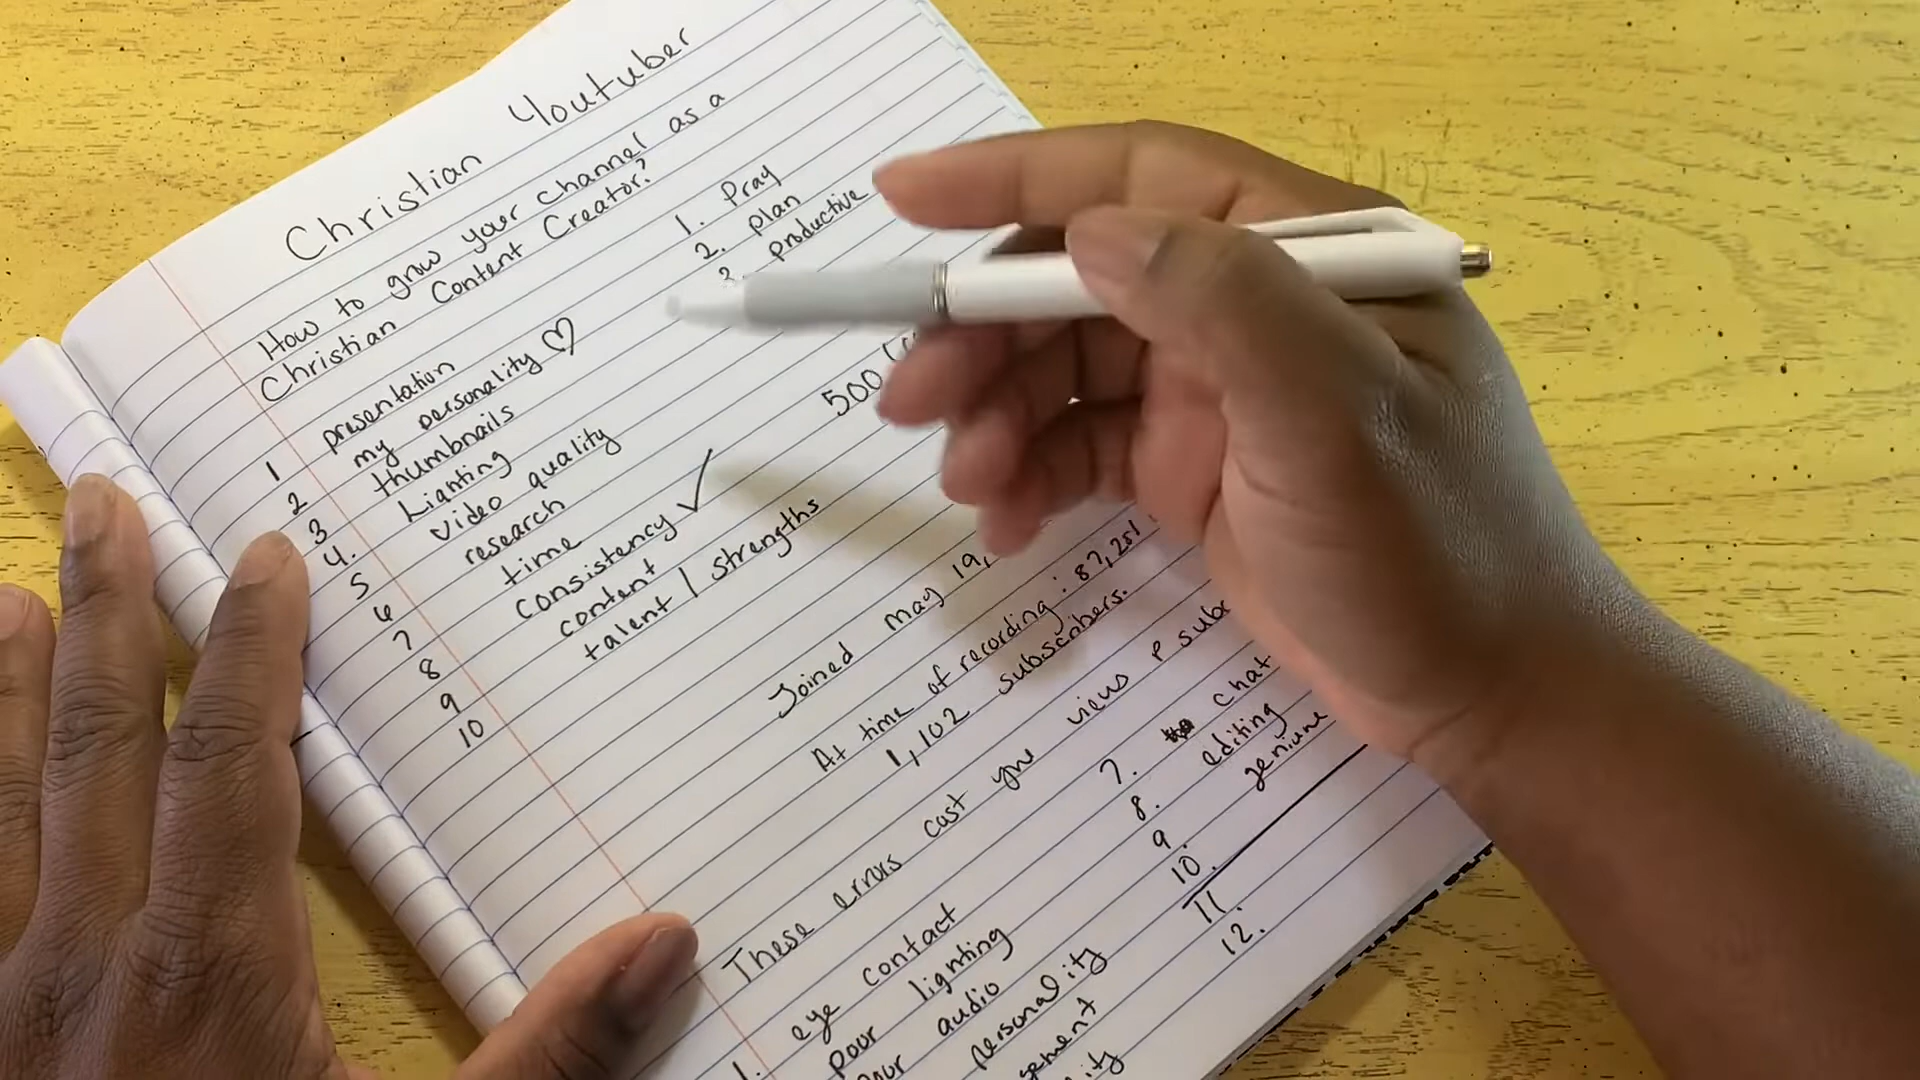 Christian Youtuber
How to grow your channel as a
Christian Content Creator?
1 presentation
2 my personality ♡
3 thumbnails
4. Lighting
5 video quality
6 research
7 time
8 consistency ✓
9 content
10 talent / strengths
1. Pray
2. plan
3. productive
500
Joined may 19,
At time of recording: 87,251
1,102 subscribers.
These errors cost you views & subs
1. eye contact
poor lighting
poor audio
personality
7. chat
8. editing
9. genuine
10.
11.
12.